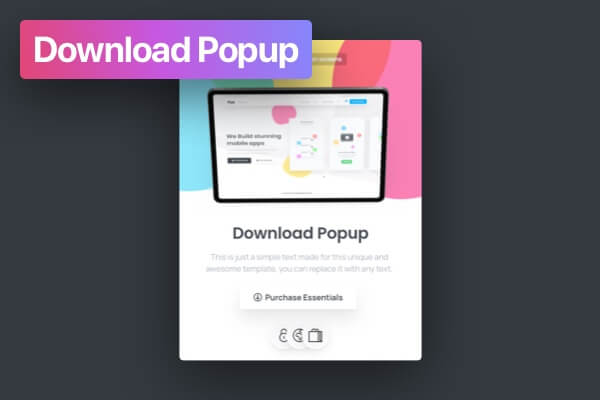 Download Popup
We Build stunning
mobile apps
Download Popup
This is just a simple text made for this unique and
awesome template, you can replace it with any text.
Purchase Essentials